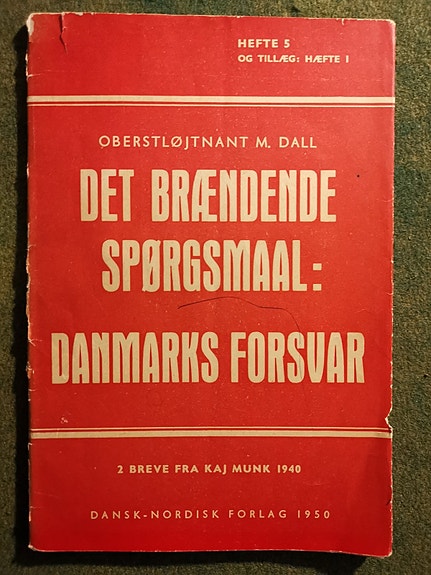 HEFTE 5
OG TILLÆG: HÆFTE 1
OBERSTLØJTNANT M. DALL
DET BRÆNDENDE
SPØRGSMAAL:
DANMARKS FORSVAR
2 BREVE FRA KAJ MUNK 1940
DANSK-NORDISK FORLAG 1950